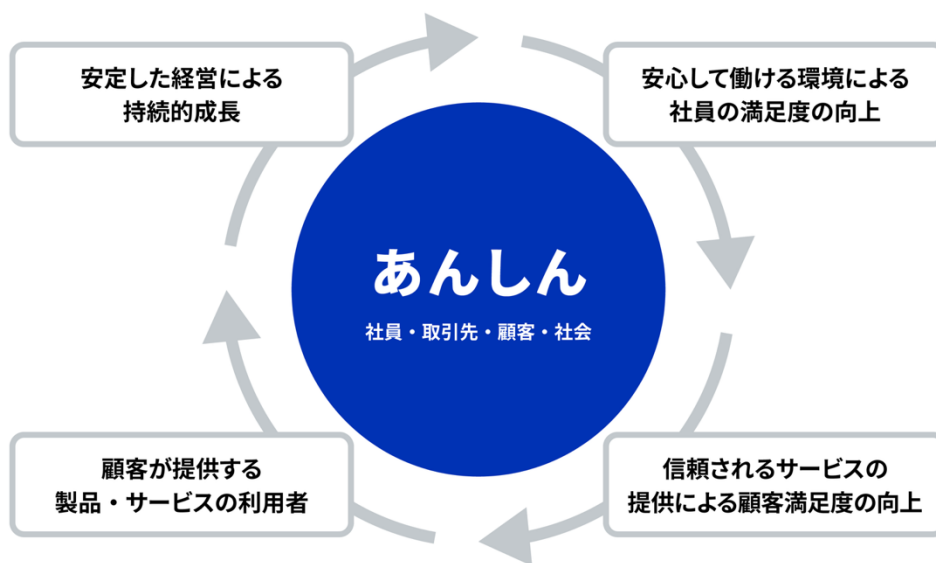 安定した経営による
持続的成長
安心して働ける環境による
社員の満足度の向上
あんしん
社員・取引先・顧客・社会
顧客が提供する
製品・サービスの利用者
信頼されるサービスの
提供による顧客満足度の向上